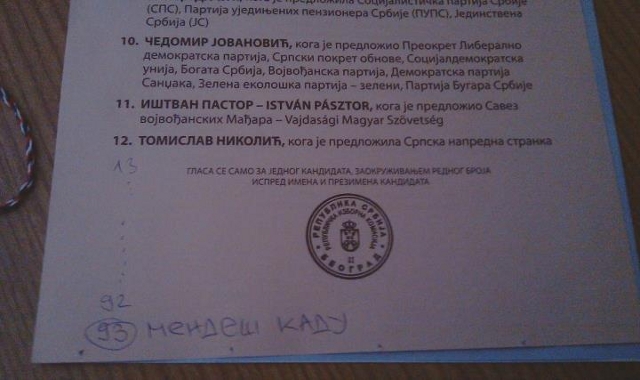 (СПС), Партија уједињених пензионера Србије (ПУПС), Јединствена
Србија (ЈС)
10. ЧЕДОМИР ЈОВАНОВИЋ, кога је предложио Преокрет Либерално
демократска партија, Српски покрет обнове, Социјалдемократска
унија, Богата Србија, Војвођанска партија, Демократска партија
Санџака, Зелена еколошка партија – зелени, Партија Бугара Србије
11. ИШТВАН ПАСТОР – ISTVÁN PÁSZTOR, кога је предложио Савез
војвођанских Мађара – Vajdasági Magyar Szövetség
12. ТОМИСЛАВ НИКОЛИЋ, кога је предложила Српска напредна странка
13
ГЛАСА СЕ САМО ЗА ЈЕДНОГ КАНДИДАТА, ЗАОКРУЖИВАЊЕМ РЕДНОГ БРОЈА
ИСПРЕД ИМЕНА И ПРЕЗИМЕНА КАНДИДАТА
РЕПУБЛИКА СРБИЈА
РЕПУБЛИЧКА ИЗБОРНА КОМИСИЈА
БЕОГРАД
92
93 МЕНДЕШ КАДУ